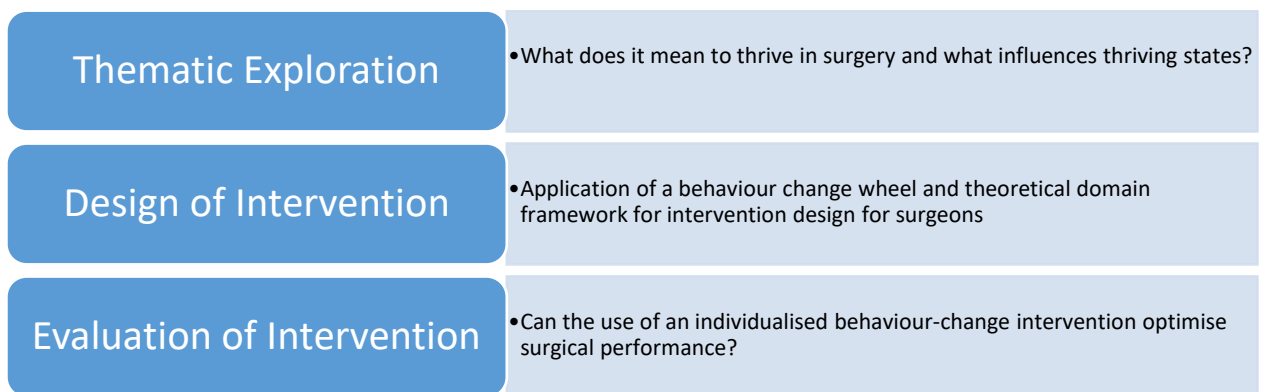 Thematic Exploration
•What does it mean to thrive in surgery and what influences thriving states?
Design of Intervention
•Application of a behaviour change wheel and theoretical domain
framework for intervention design for surgeons
Evaluation of Intervention
•Can the use of an individualised behaviour-change intervention optimise
surgical performance?